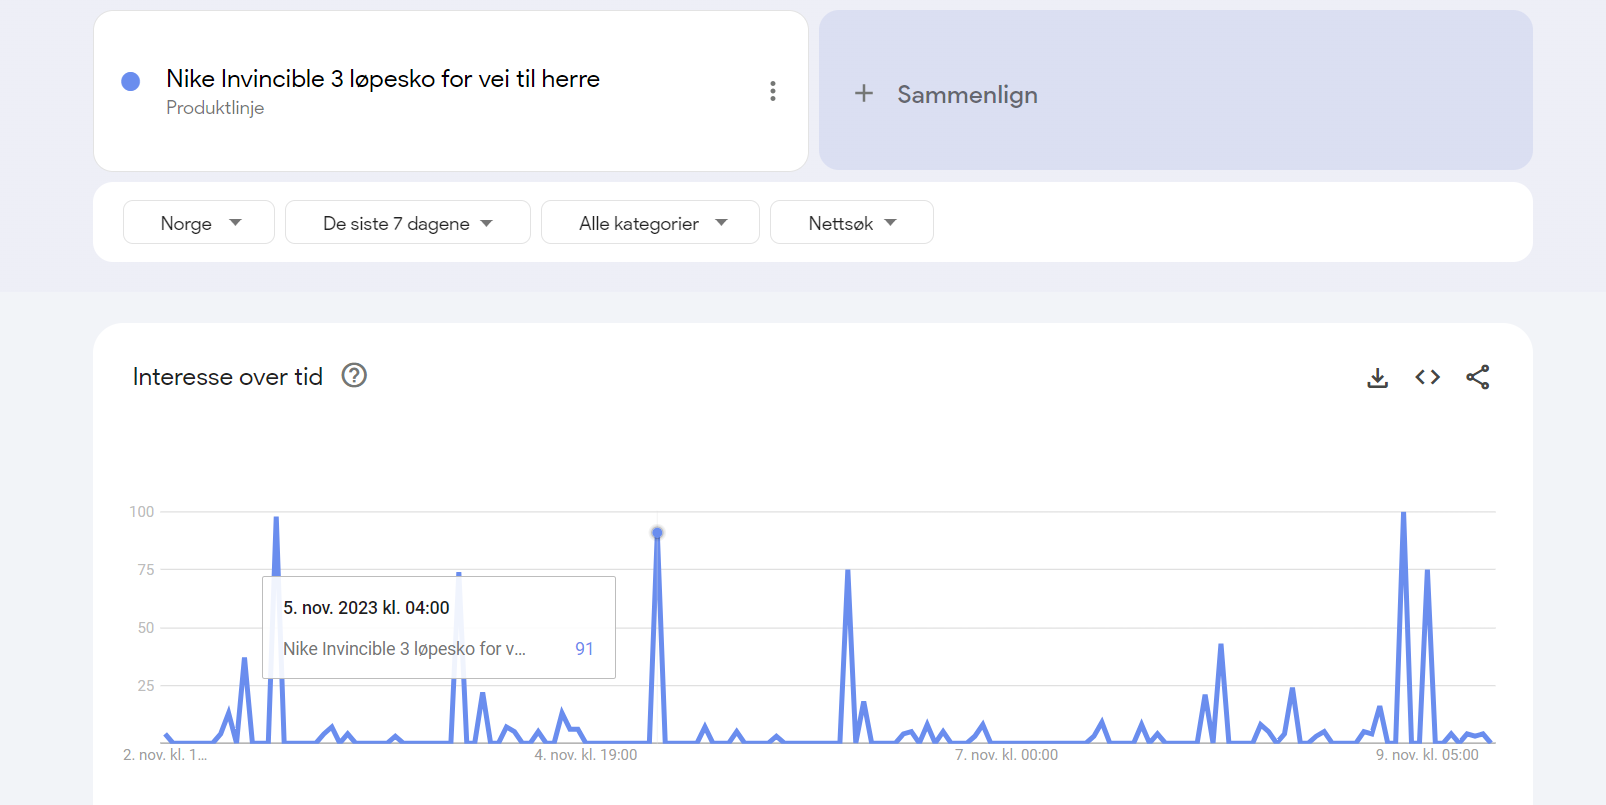 Nike Invincible 3 løpesko for vei til herre
Produktlinje
+ Sammenlign
Norge
De siste 7 dagene
Alle kategorier
Nettsøk
Interesse over tid
100
75
50
25
5. nov. 2023 kl. 04:00
Nike Invincible 3 løpesko for v... 91
2. nov. kl. 1...
4. nov. kl. 19:00
7. nov. kl. 00:00
9. nov. kl. 05:00